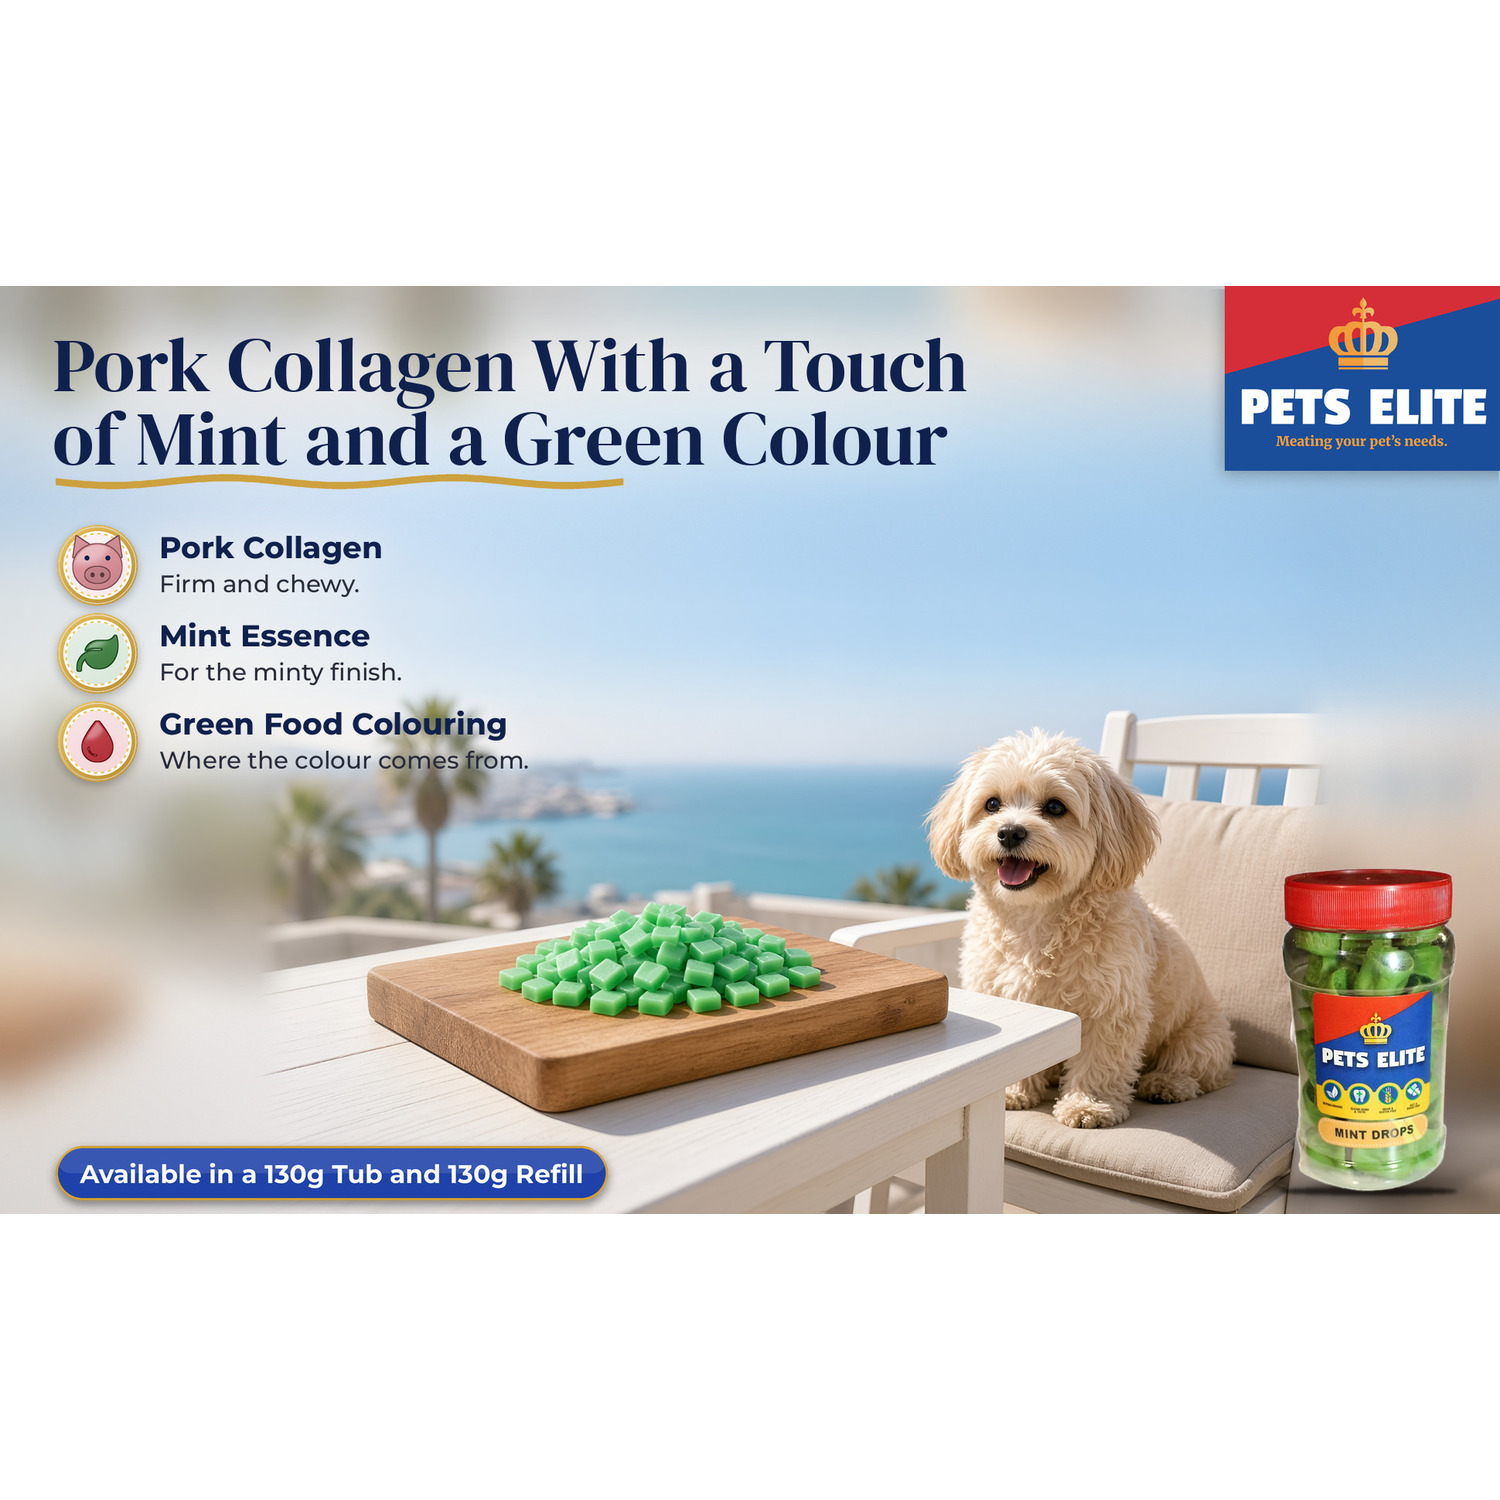 Pork Collagen With a Touch
of Mint and a Green Colour
PETS ELITE
Meating your pet's needs.
Pork Collagen
Firm and chewy.
Mint Essence
For the minty finish.
Green Food Colouring
Where the colour comes from.
PETS ELITE
MINT DROPS
Available in a 130g Tub and 130g Refill